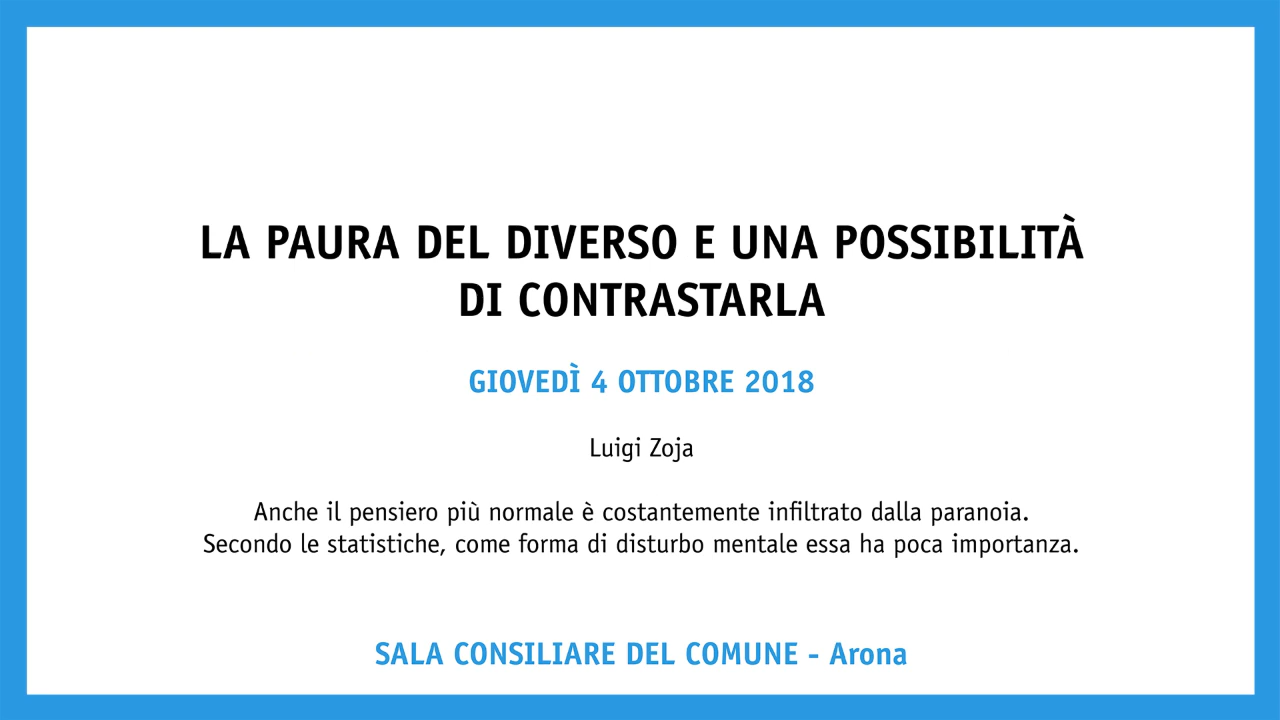 LA PAURA DEL DIVERSO E UNA POSSIBILITÀ
DI CONTRASTARLA
GIOVEDÌ 4 OTTOBRE 2018
Luigi Zoja
Anche il pensiero più normale è costantemente infiltrato dalla paranoia.
Secondo le statistiche, come forma di disturbo mentale essa ha poca importanza.
SALA CONSILIARE DEL COMUNE - Arona